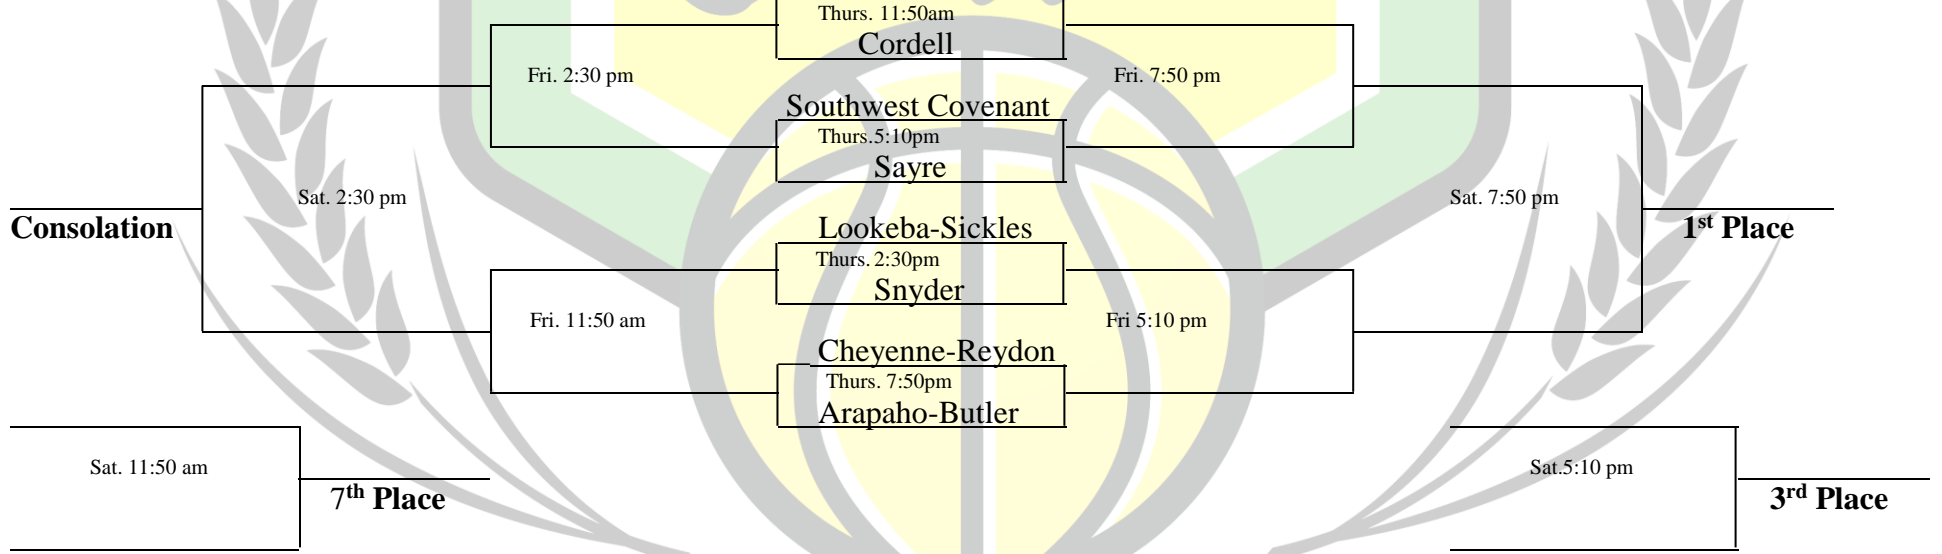 Thurs. 11:50am
Cordell
Fri. 2:30 pm
Fri. 7:50 pm
Southwest Covenant
Thurs.5:10pm
Sayre
Sat. 2:30 pm
Sat. 7:50 pm
Consolation
Lookeba-Sickles
1st Place
Thurs. 2:30pm
Snyder
Fri. 11:50 am
Fri 5:10 pm
Cheyenne-Reydon
Thurs. 7:50pm
Arapaho-Butler
Sat. 11:50 am
Sat.5:10 pm
7th Place
3rd Place